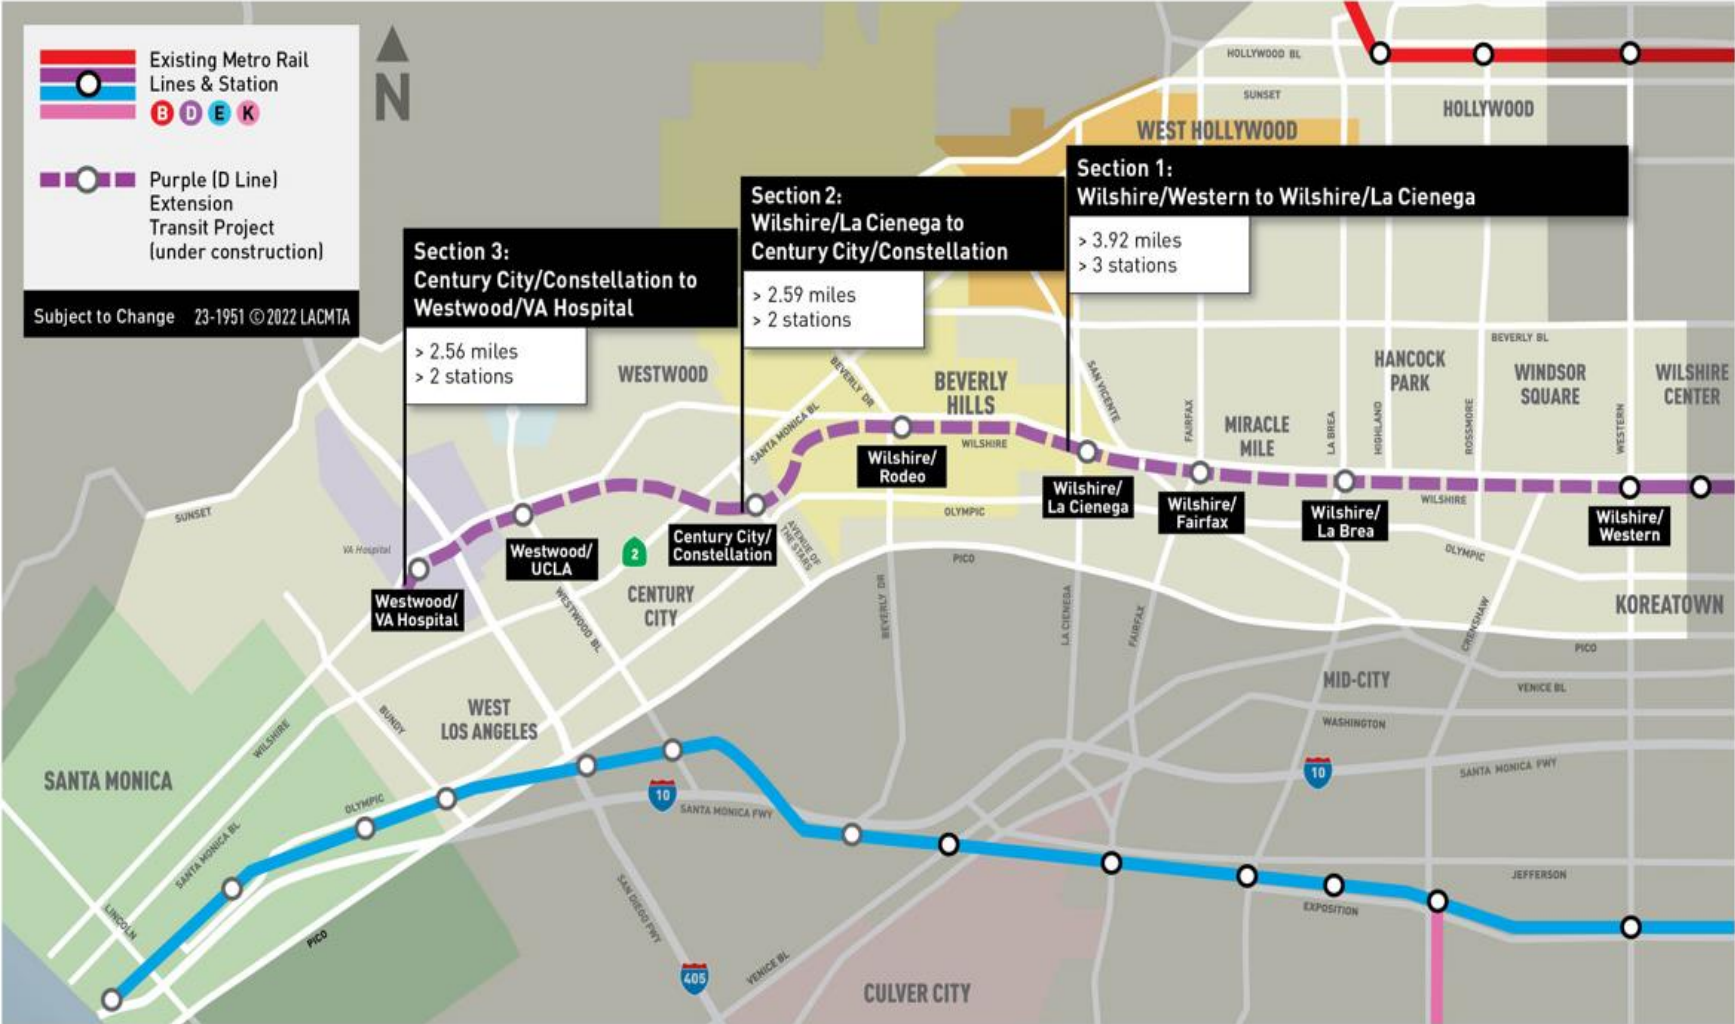 Existing Metro Rail
Lines & Station
B D E K
Purple (D Line)
Extension
Transit Project
(under construction)
Subject to Change 23-1951 ©2022 LACMTA
N
Section 3:
Century City/Constellation to
Westwood/VA Hospital
> 2.56 miles
> 2 stations
Section 2:
Wilshire/La Cienega to
Century City/Constellation
> 2.59 miles
> 2 stations
Section 1:
Wilshire/Western to Wilshire/La Cienega
> 3.92 miles
> 3 stations
HOLLYWOOD BL
SUNSET
HOLLYWOOD
WEST HOLLYWOOD
BEVERLY BL
WESTWOOD
BEVERLY DR
BEVERLY
HILLS
SAN VICENTE
FAIRFAX
MIRACLE
MILE
LA BREA
HIGHLAND
HANCOCK
PARK
ROSSMORE
WINDSOR
SQUARE
WESTERN
WILSHIRE
CENTER
SANTA MONICA BL
WILSHIRE
Wilshire/
Rodeo
Wilshire/
La Cienega
Wilshire/
Fairfax
Wilshire/
La Brea
WILSHIRE
Wilshire/
Western
SUNSET
VA Hospital
Westwood/
VA Hospital
Westwood/
UCLA
2
Century City/
Constellation
AVENUE OF
THE STARS
OLYMPIC
PICO
OLYMPIC
CENTURY
CITY
WESTWOOD BL
BEVERLY DR
LA CIENEGA
FAIRFAX
CRENSHAW
KOREATOWN
PICO
MID-CITY
VENICE BL
WASHINGTON
WEST
LOS ANGELES
BUNDY
WILSHIRE
SANTA MONICA
OLYMPIC
SANTA MONICA BL
LINCOLN
PICO
10
SANTA MONICA FWY
10
SANTA MONICA FWY
JEFFERSON
EXPOSITION
SAN DIEGO FWY
405
VENICE BL
CULVER CITY